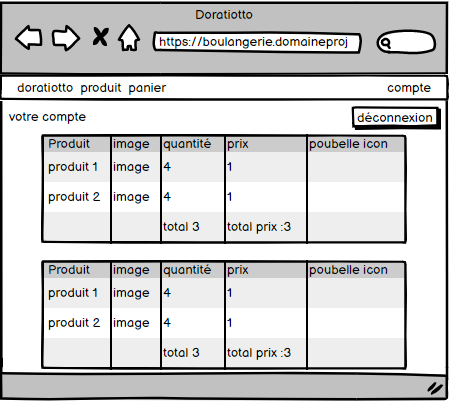 Doratiotto
https://boulangerie.domaineproj
doratiotto produit panier compte
votre compte déconnexion
Produit image quantité prix poubelle icon
produit 1 image 4 1
produit 2 image 4 1
total 3 total prix :3
Produit image quantité prix poubelle icon
produit 1 image 4 1
produit 2 image 4 1
total 3 total prix :3